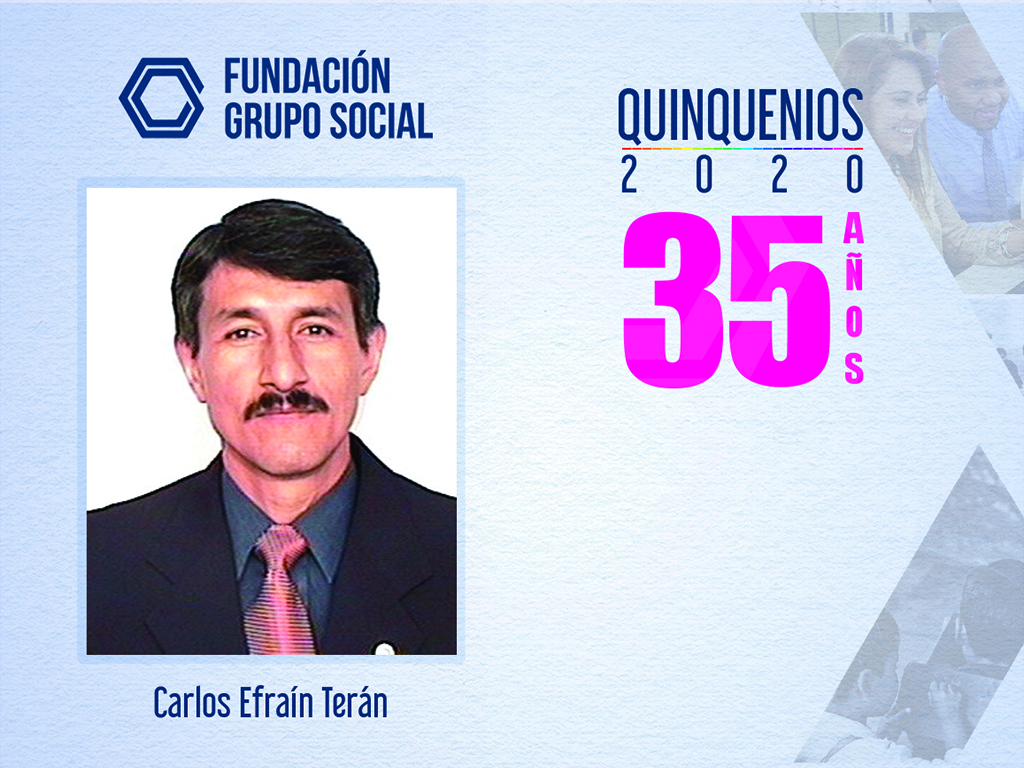 FUNDACIÓN
GRUPO SOCIAL
QUINQUENIOS
2020
35
AÑOS
Carlos Efraín Terán